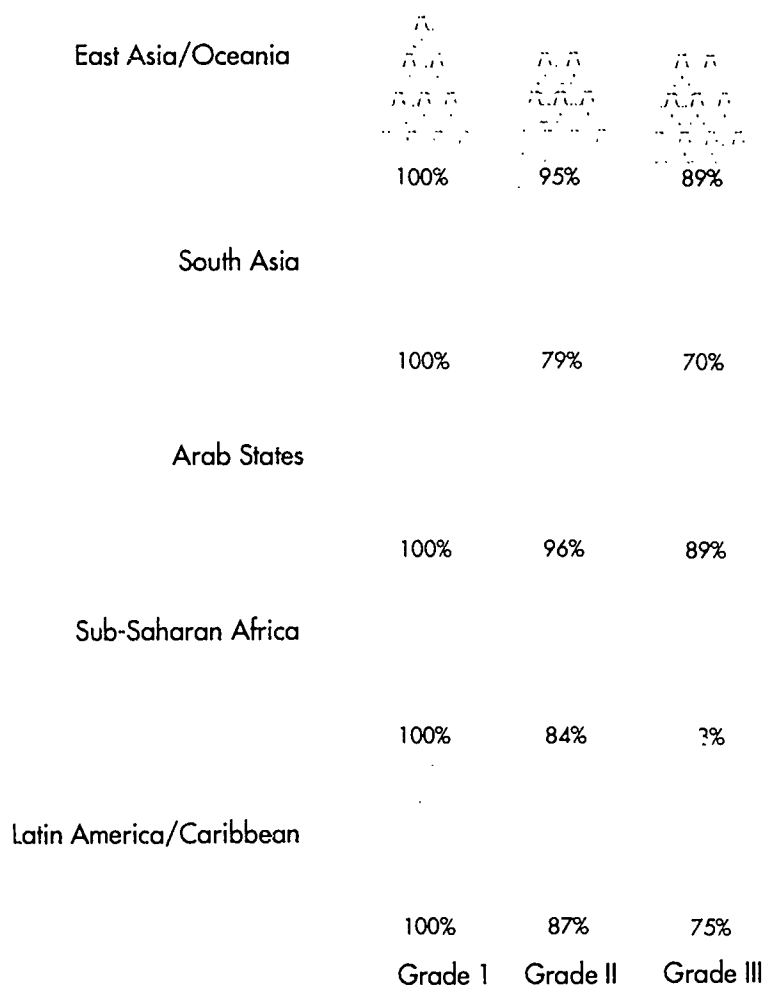 East Asia/Oceania
100% 95% 89%
South Asia
100% 79% 70%
Arab States
100% 96% 89%
Sub-Saharan Africa
100% 84%
Latin America/Caribbean
100% 87% 75%
Grade 1 Grade II Grade III